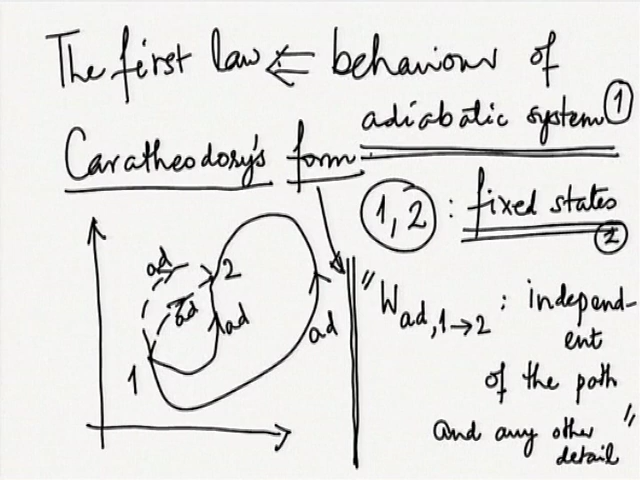 The first law ⇐ behaviour of
adiabatic system ①
Caratheodory's form
1,2 : fixed states
②
ad
2
ad
ad
ad
1
"Wad,1→2 : independ-
ent
of the path
and any other
detail"